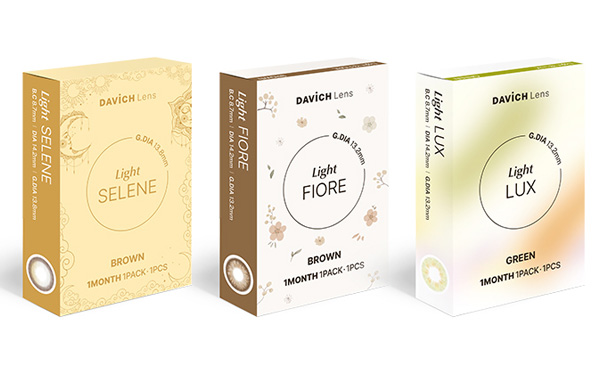 Light SELENE
B.C 8.7mm | DIA 14.2mm | G.DIA 13.8mm
DAVICH Lens
G.DIA 13.8mm
Light
SELENE
BROWN
1MONTH 1PACK·1PCS
Light FIORE
B.C 8.7mm | DIA 14.2mm | G.DIA 13.2mm
DAVICH Lens
G.DIA 13.2mm
Light
FIORE
BROWN
1MONTH 1PACK·1PCS
Light LUX
B.C 8.7mm | DIA 14.2mm | G.DIA 13.2mm
DAVICH Lens
G.DIA 13.2mm
Light
LUX
GREEN
1MONTH 1PACK·1PCS